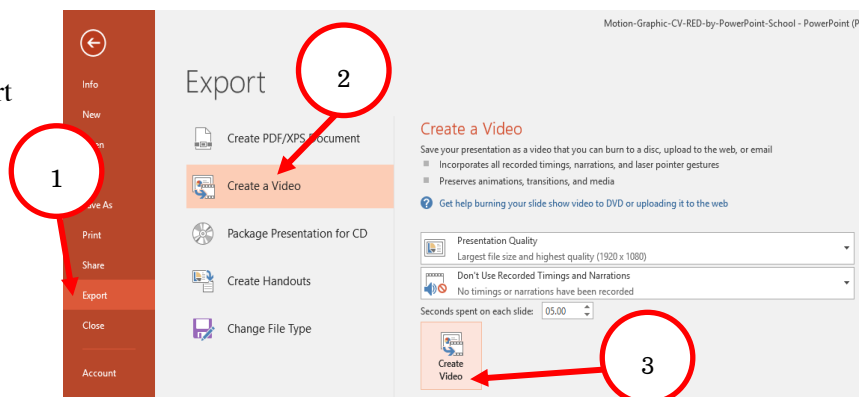 Motion-Graphic-CV-RED-by-PowerPoint-School - PowerPoint (P
Info
New
Save As
Print
Share
Export
Close
Account
1
Export
2
Create PDF/XPS Document
Create a Video
Package Presentation for CD
Create Handouts
Change File Type
Create a Video
Save your presentation as a video that you can burn to a disc, upload to the web, or email
Incorporates all recorded timings, narrations, and laser pointer gestures
Preserves animations, transitions, and media
Get help burning your slide show video to DVD or uploading it to the web
Presentation Quality
Largest file size and highest quality (1920 x 1080)
Don't Use Recorded Timings and Narrations
No timings or narrations have been recorded
Seconds spent on each slide: 05.00
Create
Video
3